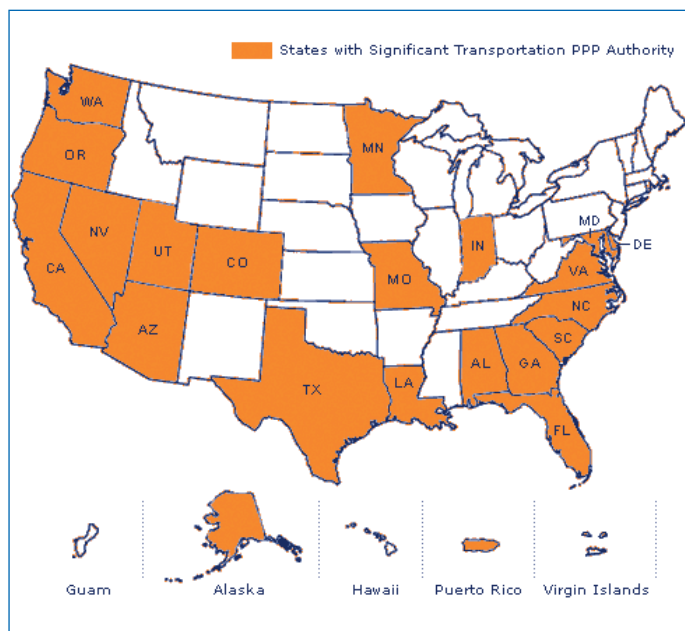 States with Significant Transportation PPP Authority
WA
OR
MN
NV
UT
CO
CA
AZ
TX
MO
IN
MD
DE
VA
NC
SC
AL
GA
LA
FL
Guam
Alaska
Hawaii
Puerto Rico
Virgin Islands